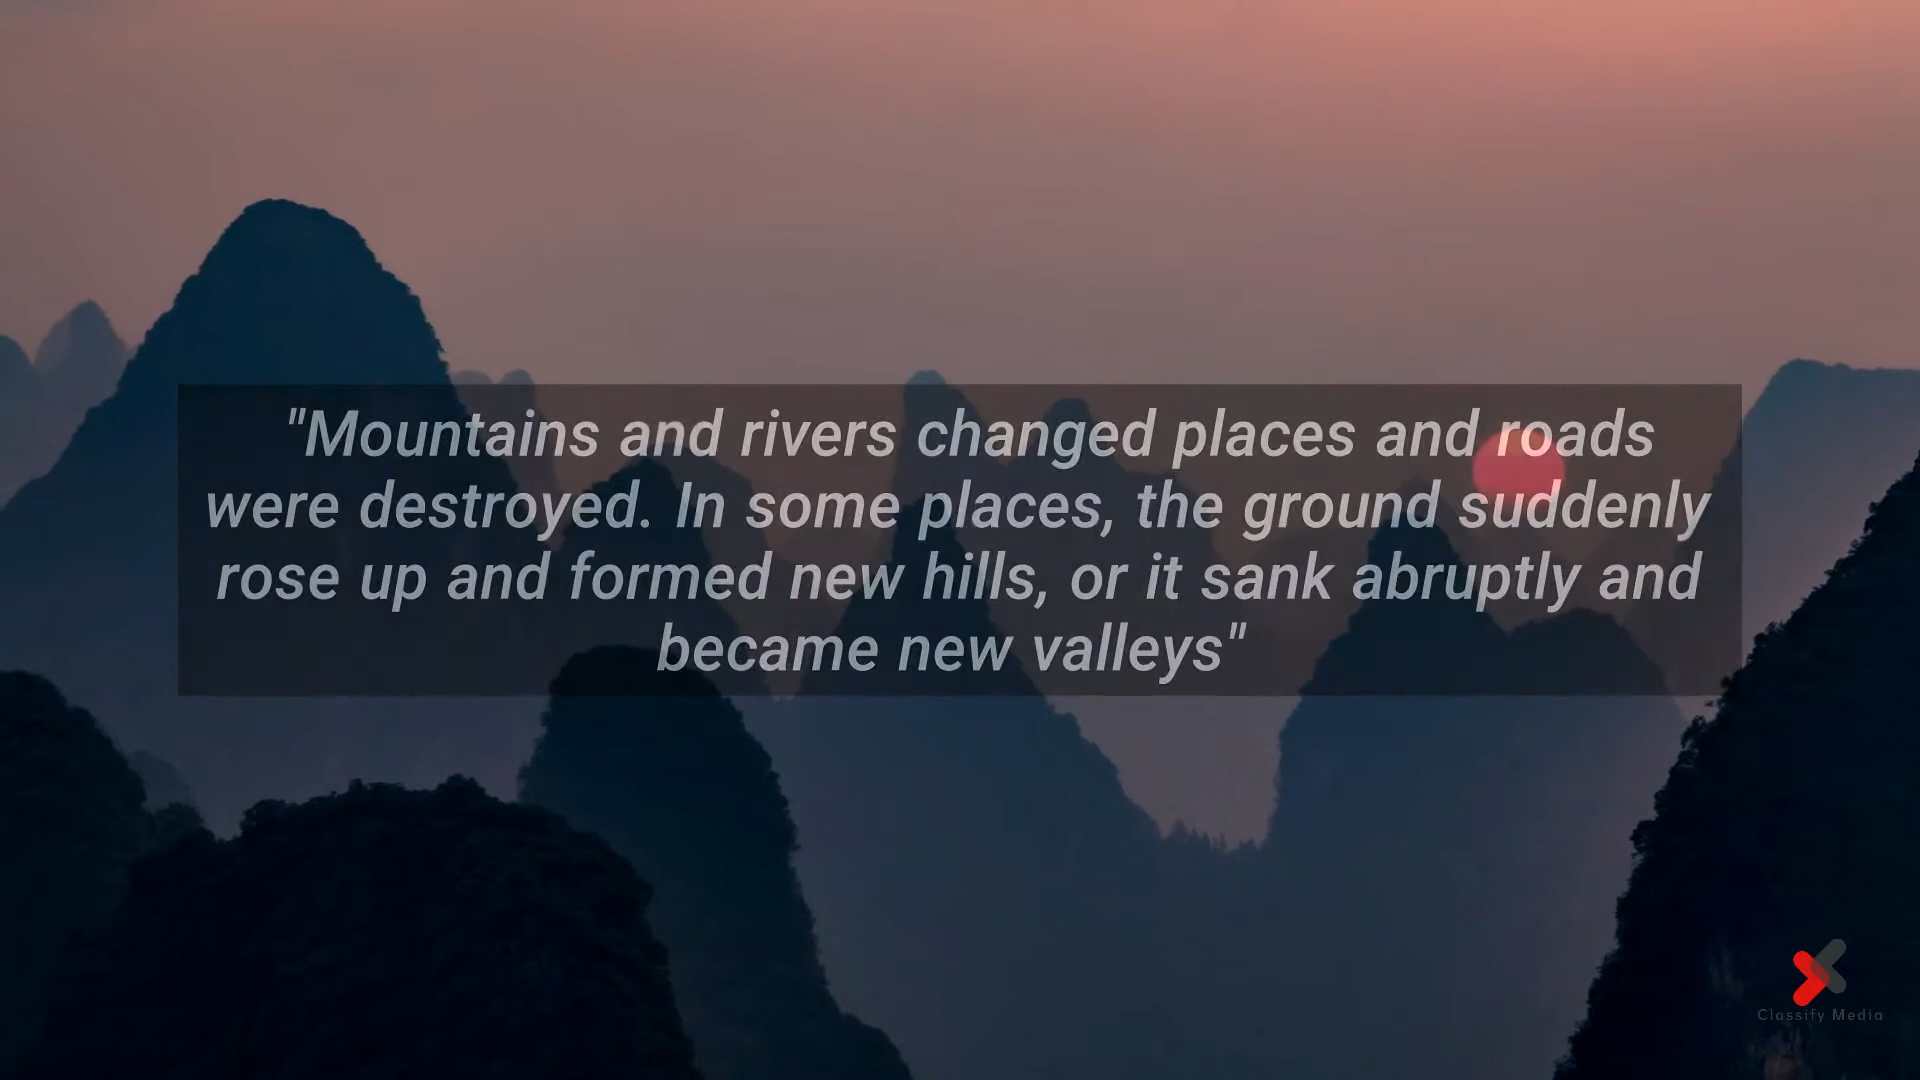 "Mountains and rivers changed places and roads
were destroyed. In some places, the ground suddenly
rose up and formed new hills, or it sank abruptly and
became new valleys"
Classify Media